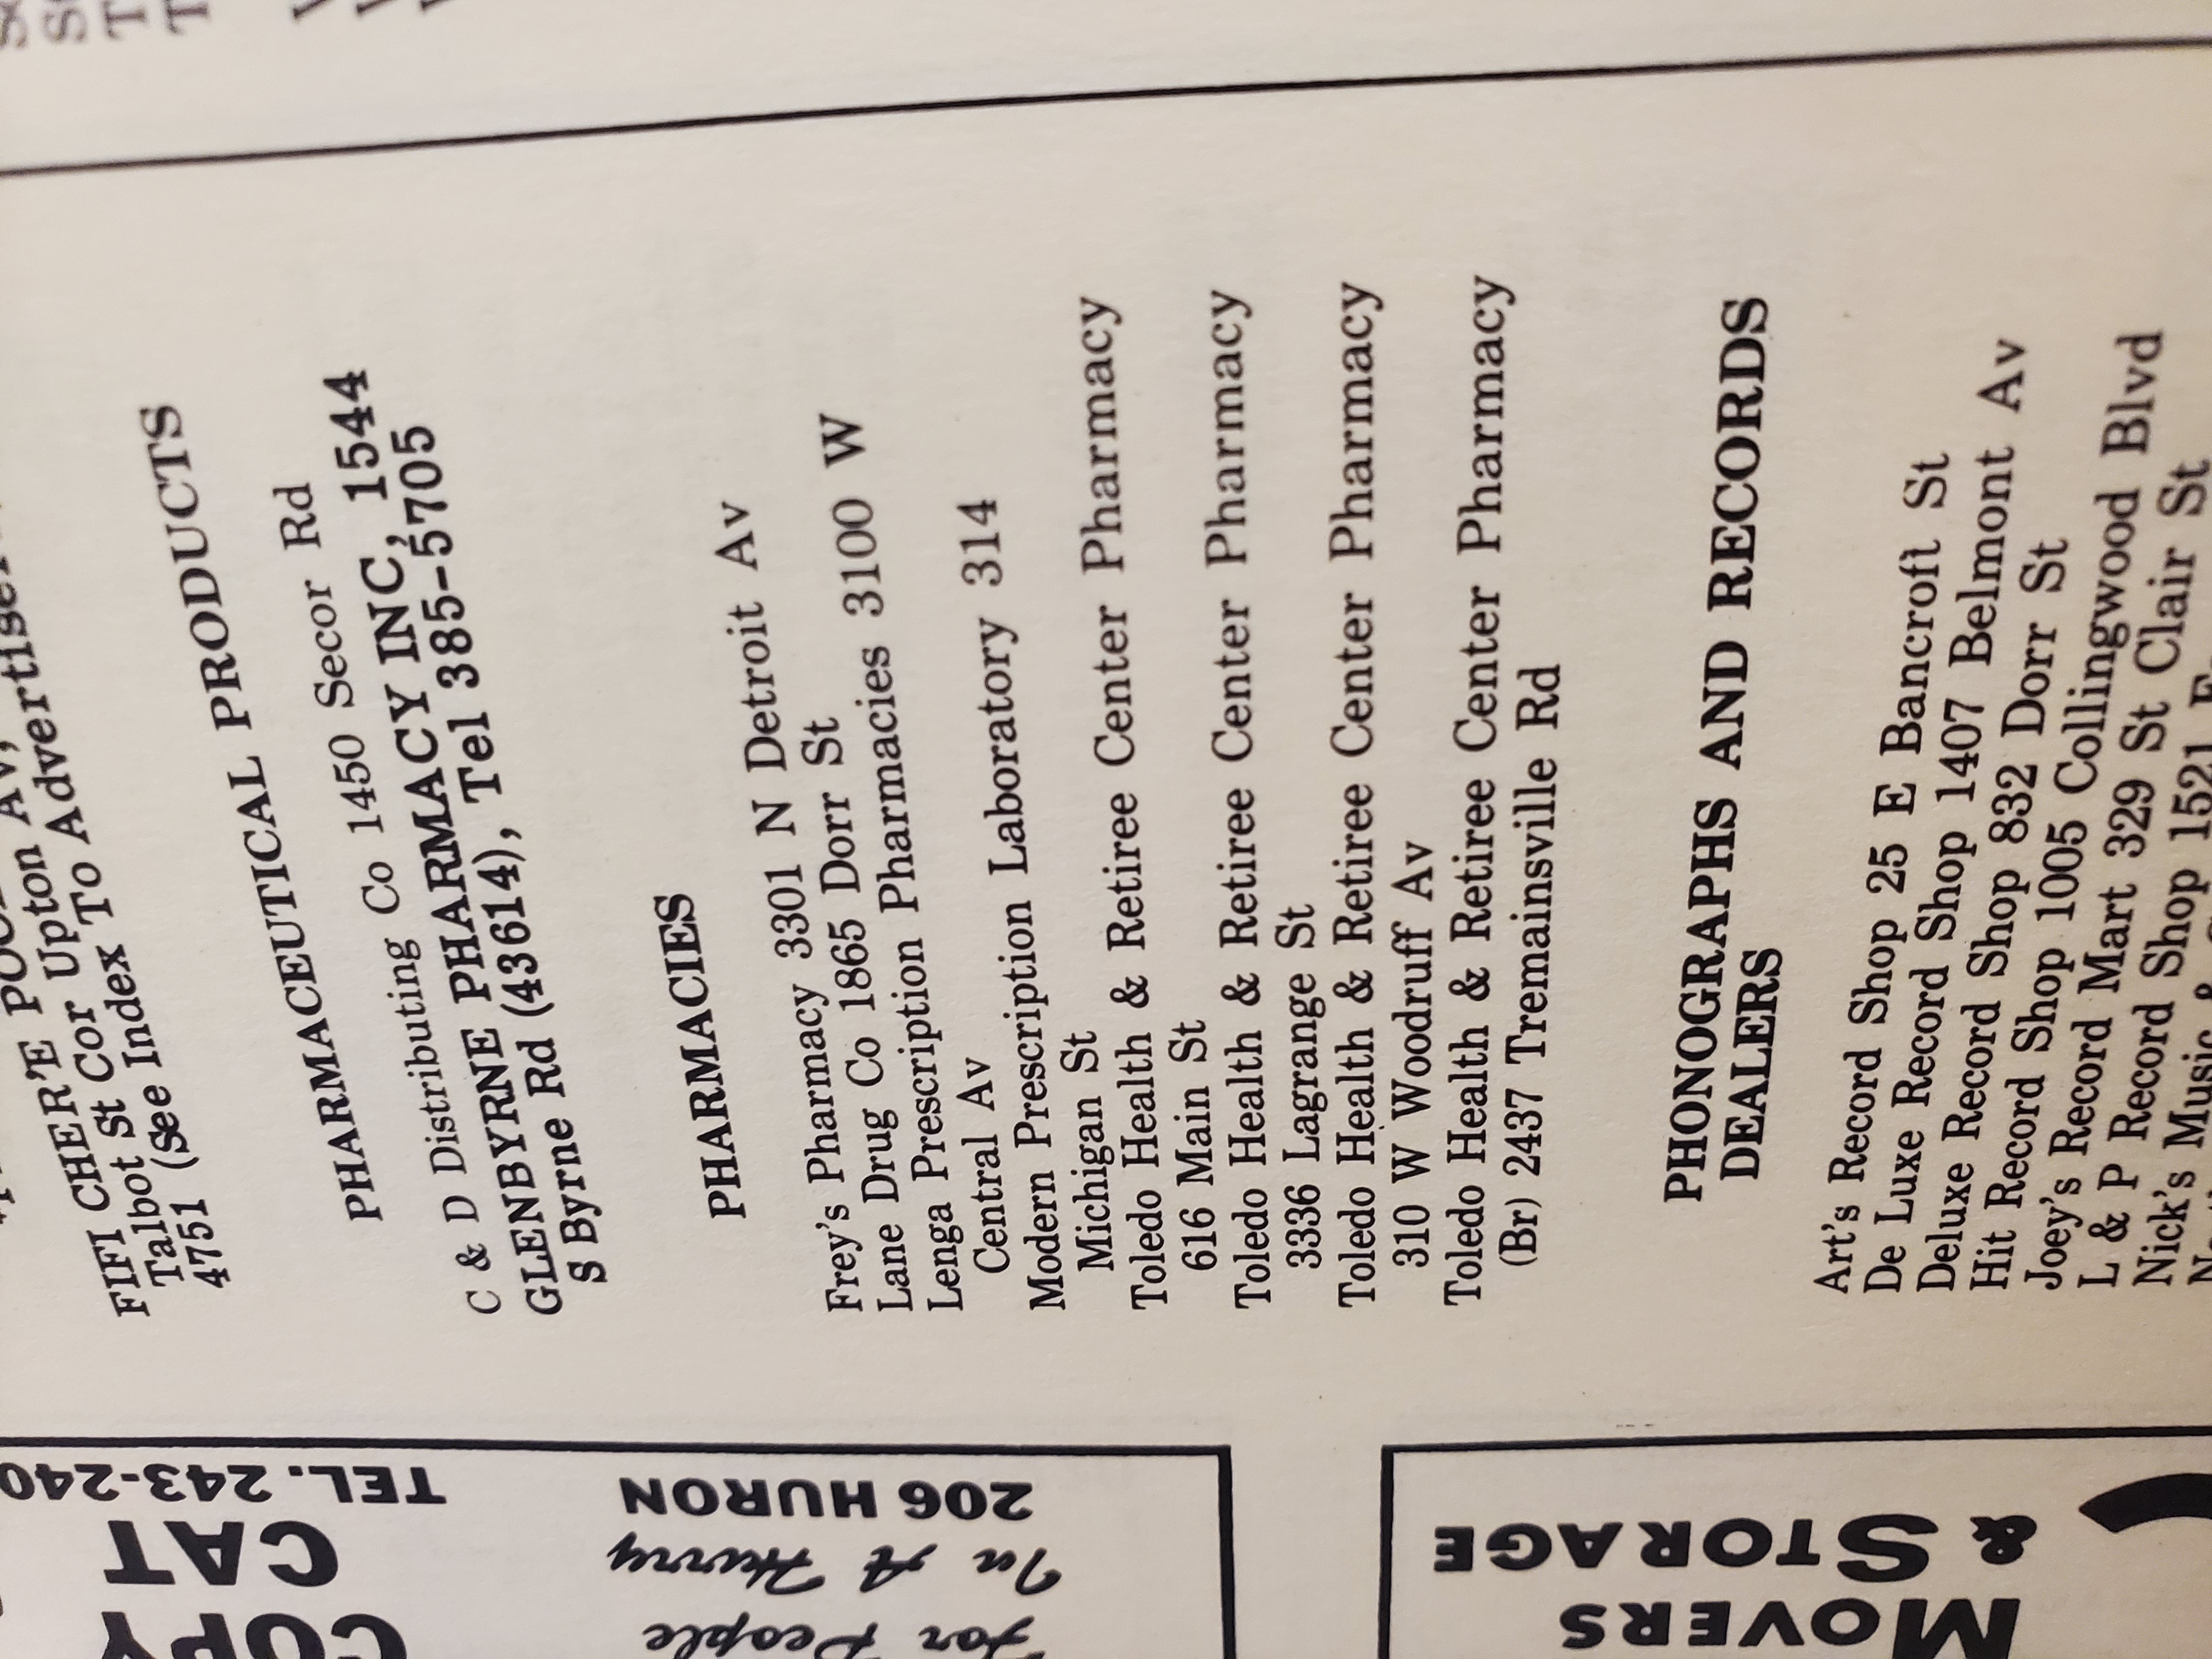 FIFI CHER'E POODL Av,
Talbot St Cor Upton
4751 (See Index To Advertisers
PHARMACEUTICAL PRODUCTS
C & D Distributing Co 1450 Secor Rd
GLENBYRNE PHARMACY INC, 1544
S Byrne Rd (43614), Tel 385-5705
PHARMACIES
Frey's Pharmacy 3301 N Detroit Av
Lane Drug Co 1865 Dorr St
Lenga Prescription Pharmacies 3100 W
Central Av
Modern Prescription Laboratory 314
Michigan St
Toledo Health & Retiree Center Pharmacy
616 Main St
Toledo Health & Retiree Center Pharmacy
3336 Lagrange St
Toledo Health & Retiree Center Pharmacy
310 W Woodruff Av
Toledo Health & Retiree Center Pharmacy
(Br) 2437 Tremainsville Rd
PHONOGRAPHS AND RECORDS
DEALERS
Art's Record Shop 25 E Bancroft St
De Luxe Record Shop 1407 Belmont Av
Deluxe Record Shop 832 Dorr St
Hit Record Shop 1005 Collingwood Blvd
Joey's Record Mart 329 St Clair St
L & P Record Shop 1521
Nick's Music &
COPY
CAT
TEL. 243-240
For People
In A Hurry
206 HURON
MOVERS
& STORAGE